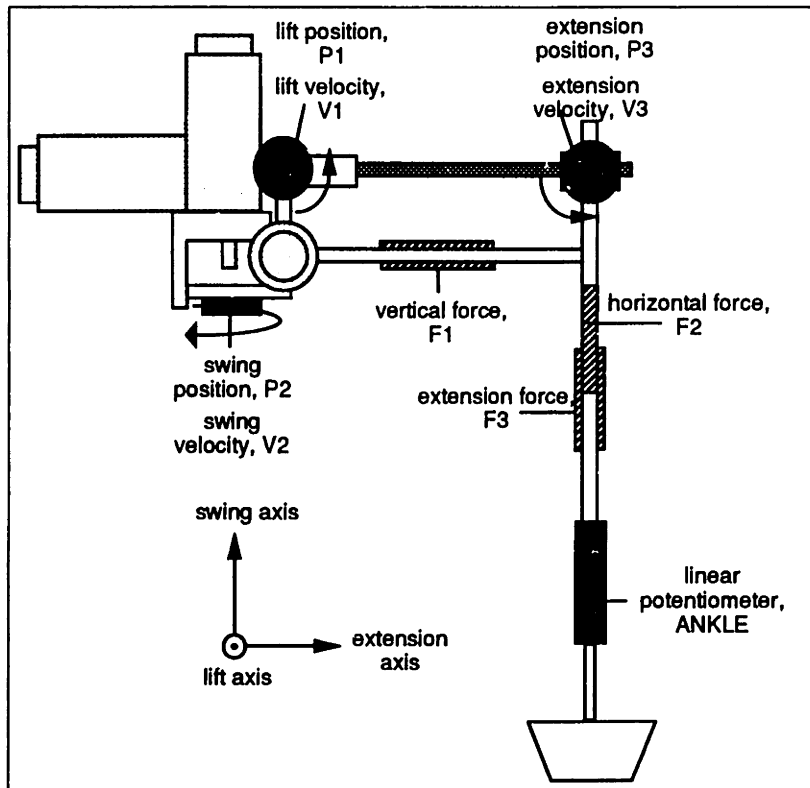 lift position,
P1
lift velocity,
V1
extension
position, P3
extension
velocity, V3
vertical force,
F1
horizontal force,
F2
swing
position, P2
swing
velocity, V2
extension force,
F3
swing axis
extension
axis
lift axis
linear
potentiometer,
ANKLE